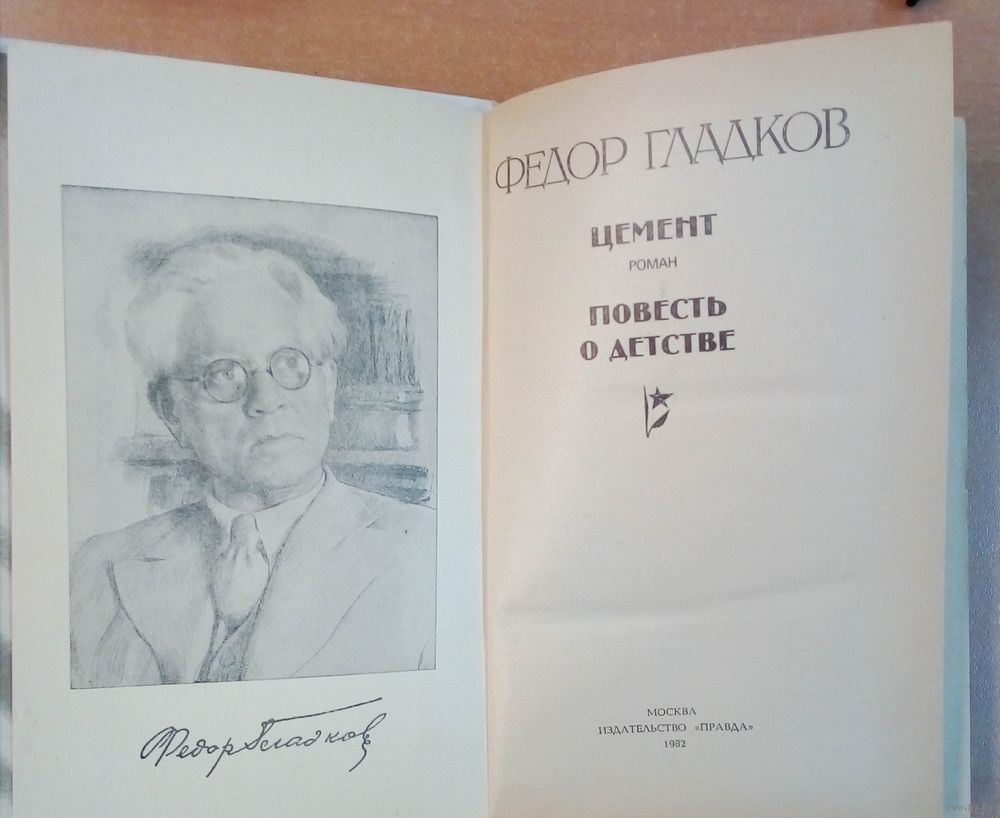 Федор Гладков
ФЕДОР ГЛАДКОВ
ЦЕМЕНТ
РОМАН
ПОВЕСТЬ
О ДЕТСТВЕ
МОСКВА
ИЗДАТЕЛЬСТВО «ПРАВДА»
1982